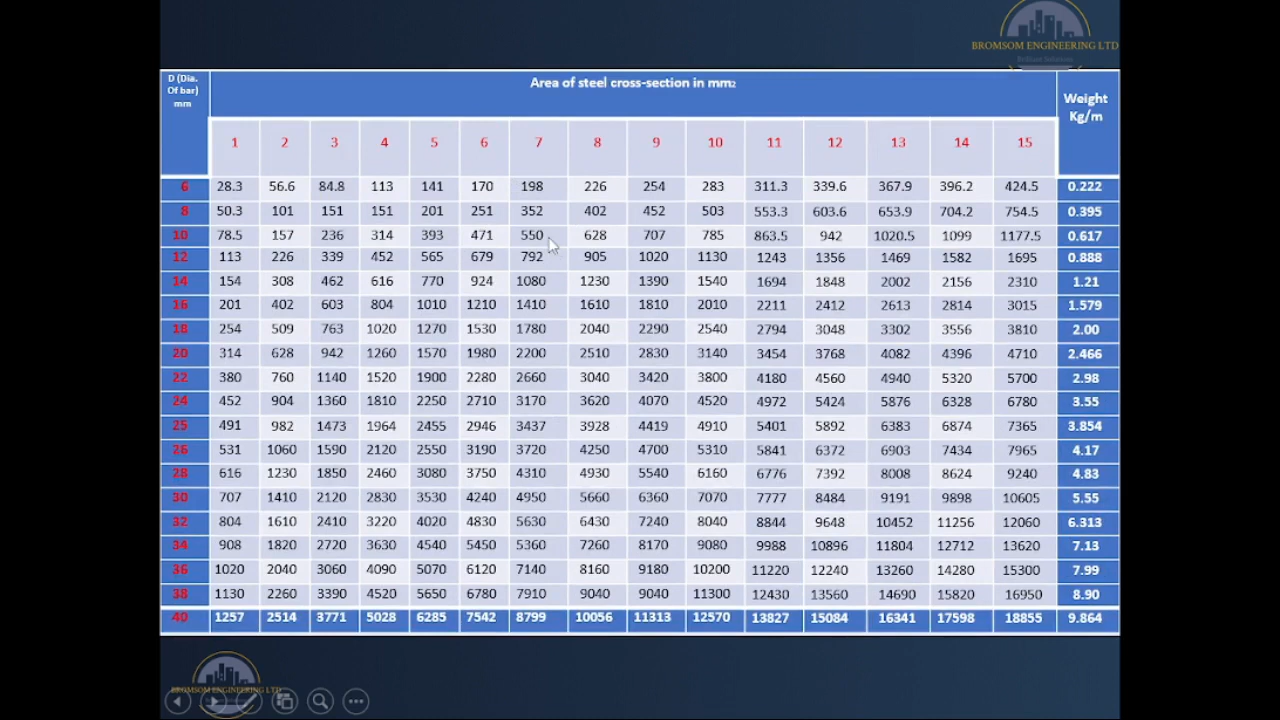 BROMSOM ENGINEERING LTD
Brilliant Solutions
D (Dia. Of bar) mm Area of steel cross-section in mm2 Weight Kg/m
1 2 3 4 5 6 7 8 9 10 11 12 13 14 15
6 28.3 56.6 84.8 113 141 170 198 226 254 283 311.3 339.6 367.9 396.2 424.5 0.222
8 50.3 101 151 151 201 251 352 402 452 503 553.3 603.6 653.9 704.2 754.5 0.395
10 78.5 157 236 314 393 471 550 628 707 785 863.5 942 1020.5 1099 1177.5 0.617
12 113 226 339 452 565 679 792 905 1020 1130 1243 1356 1469 1582 1695 0.888
14 154 308 462 616 770 924 1080 1230 1390 1540 1694 1848 2002 2156 2310 1.21
16 201 402 603 804 1010 1210 1410 1610 1810 2010 2211 2412 2613 2814 3015 1.579
18 254 509 763 1020 1270 1530 1780 2040 2290 2540 2794 3048 3302 3556 3810 2.00
20 314 628 942 1260 1570 1980 2200 2510 2830 3140 3454 3768 4082 4396 4710 2.466
22 380 760 1140 1520 1900 2280 2660 3040 3420 3800 4180 4560 4940 5320 5700 2.98
24 452 904 1360 1810 2250 2710 3170 3620 4070 4520 4972 5424 5876 6328 6780 3.55
25 491 982 1473 1964 2455 2946 3437 3928 4419 4910 5401 5892 6383 6874 7365 3.854
26 531 1060 1590 2120 2550 3190 3720 4250 4700 5310 5841 6372 6903 7434 7965 4.17
28 616 1230 1850 2460 3080 3750 4310 4930 5540 6160 6776 7392 8008 8624 9240 4.83
30 707 1410 2120 2830 3530 4240 4950 5660 6360 7070 7777 8484 9191 9898 10605 5.55
32 804 1610 2410 3220 4020 4830 5630 6430 7240 8040 8844 9648 10452 11256 12060 6.313
34 908 1820 2720 3630 4540 5450 5360 7260 8170 9080 9988 10896 11804 12712 13620 7.13
36 1020 2040 3060 4090 5070 6120 7140 8160 9180 10200 11220 12240 13260 14280 15300 7.99
38 1130 2260 3390 4520 5650 6780 7910 9040 9040 11300 12430 13560 14690 15820 16950 8.90
40 1257 2514 3771 5028 6285 7542 8799 10056 11313 12570 13827 15084 16341 17598 18855 9.864
BROMSOM ENGINEERING LTD